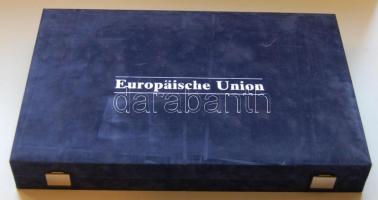 Europäische Union
darabanth